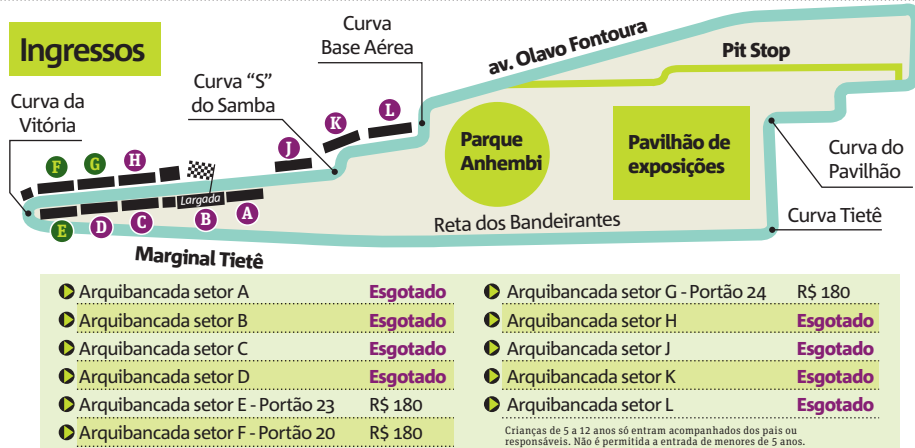 Ingressos
Curva
Base Aérea
av. Olavo Fontoura
Pit Stop
Curva “S”
do Samba
Curva da
Vitória
L
K
J
Parque
Anhembi
Pavilhão de
exposições
Curva do
Pavilhão
F
G
H
Largada
E
D
C
B
A
Reta dos Bandeirantes
Curva Tietê
Marginal Tietê
Arquibancada setor A Esgotado
Arquibancada setor B Esgotado
Arquibancada setor C Esgotado
Arquibancada setor D Esgotado
Arquibancada setor E - Portão 23 R$ 180
Arquibancada setor F - Portão 20 R$ 180
Arquibancada setor G - Portão 24 R$ 180
Arquibancada setor H Esgotado
Arquibancada setor J Esgotado
Arquibancada setor K Esgotado
Arquibancada setor L Esgotado
Crianças de 5 a 12 anos só entram acompanhados dos pais ou
responsáveis. Não é permitida a entrada de menores de 5 anos.